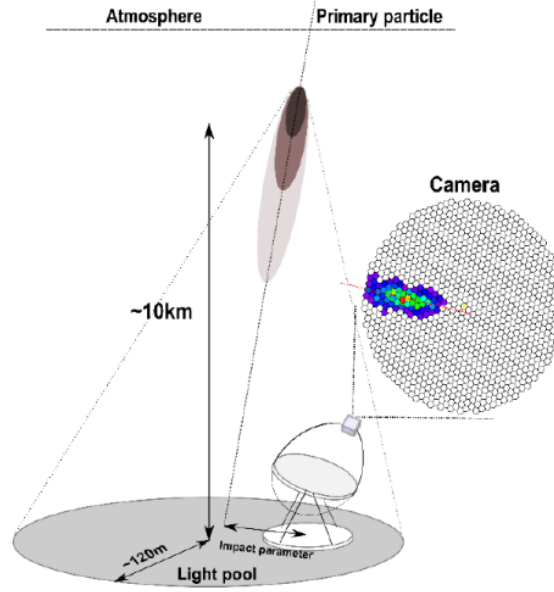 Atmosphere
Primary particle
Camera
~10km
Impact parameter
~120m
Light pool